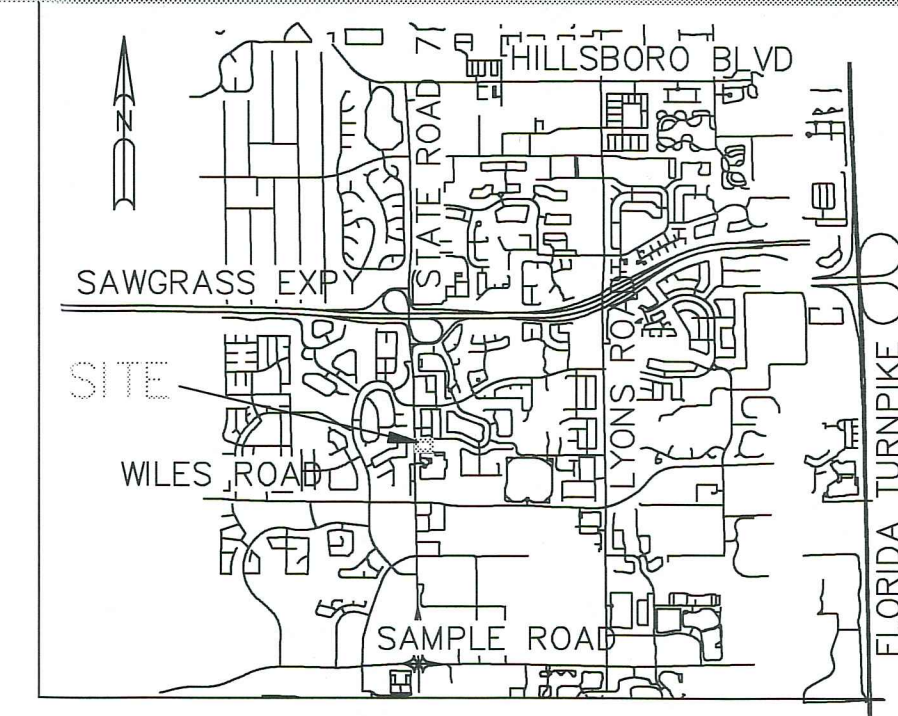 HILLSBORO BLVD
N
STATE ROAD 7
SAWGRASS EXPY
SITE
LYONS ROAD
WILES ROAD
FLORIDA TURNPIKE
SAMPLE ROAD